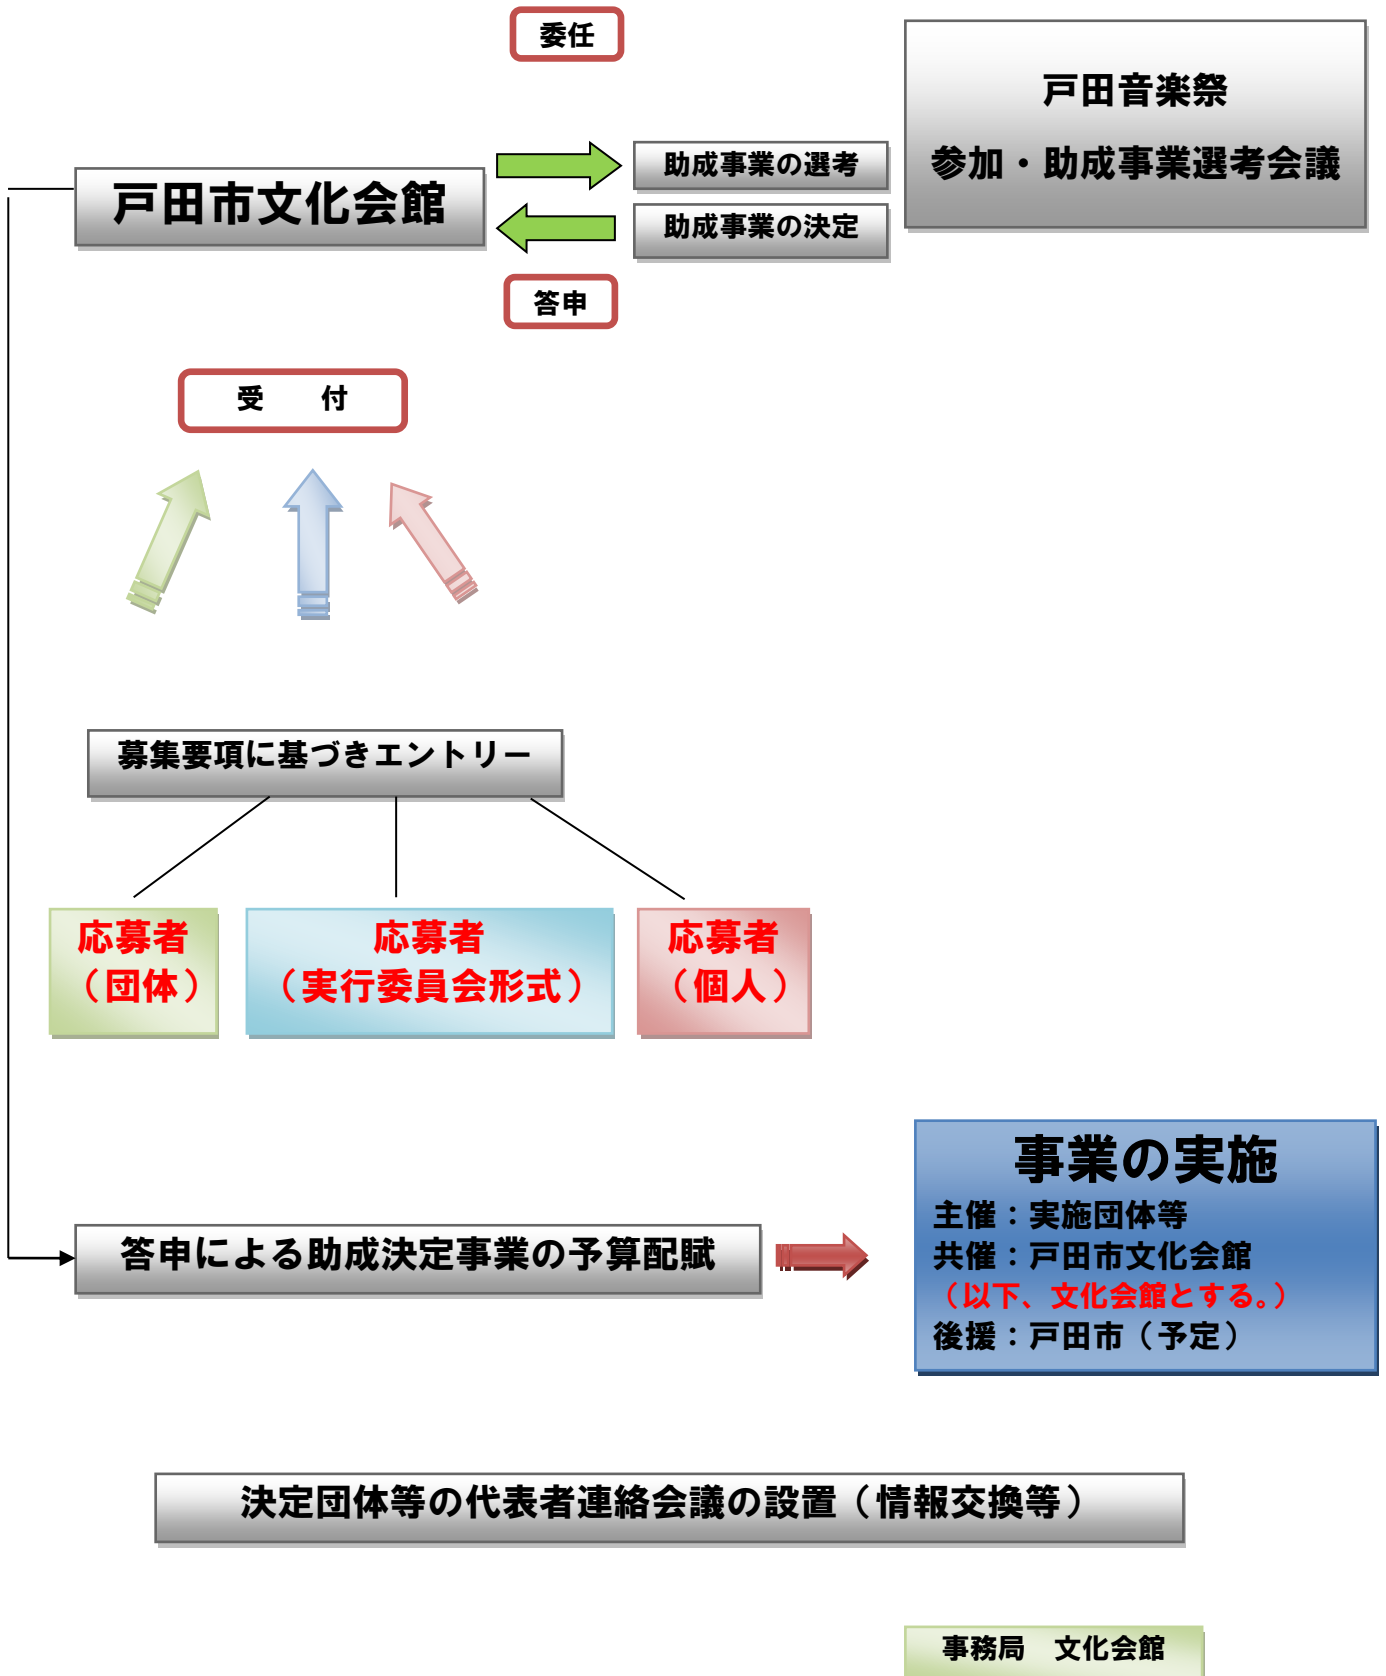 委任
戸田音楽祭
参加・助成事業選考会議
助成事業の選考
戸田市文化会館
助成事業の決定
答申
受　　付
募集要項に基づきエントリー
応募者
（団体）
応募者
（実行委員会形式）
応募者
（個人）
事業の実施
主催：実施団体等
共催：戸田市文化会館
（以下、文化会館とする。）
後援：戸田市（予定）
答申による助成決定事業の予算配賦
決定団体等の代表者連絡会議の設置（情報交換等）
事務局　文化会館